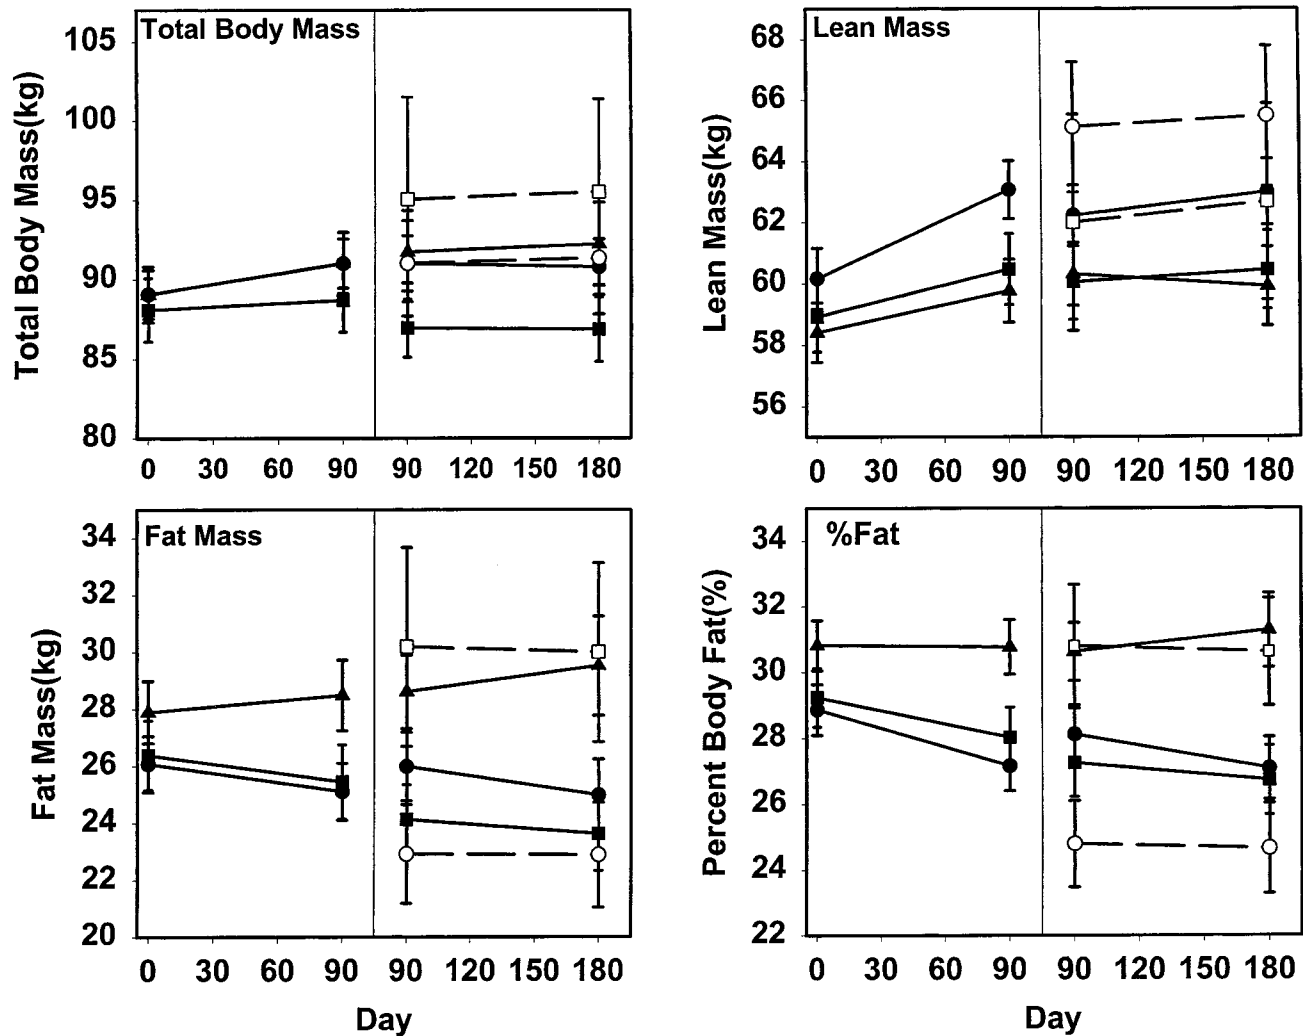 Total Body Mass
Total Body Mass(kg)
105
100
95
90
85
80
0 30 60 90 90 120 150 180
Lean Mass
Lean Mass(kg)
68
66
64
62
60
58
56
0 30 60 90 90 120 150 180
Fat Mass
Fat Mass(kg)
34
32
30
28
26
24
22
20
0 30 60 90 90 120 150 180
Day
%Fat
Percent Body Fat(%)
34
32
30
28
26
24
22
0 30 60 90 90 120 150 180
Day